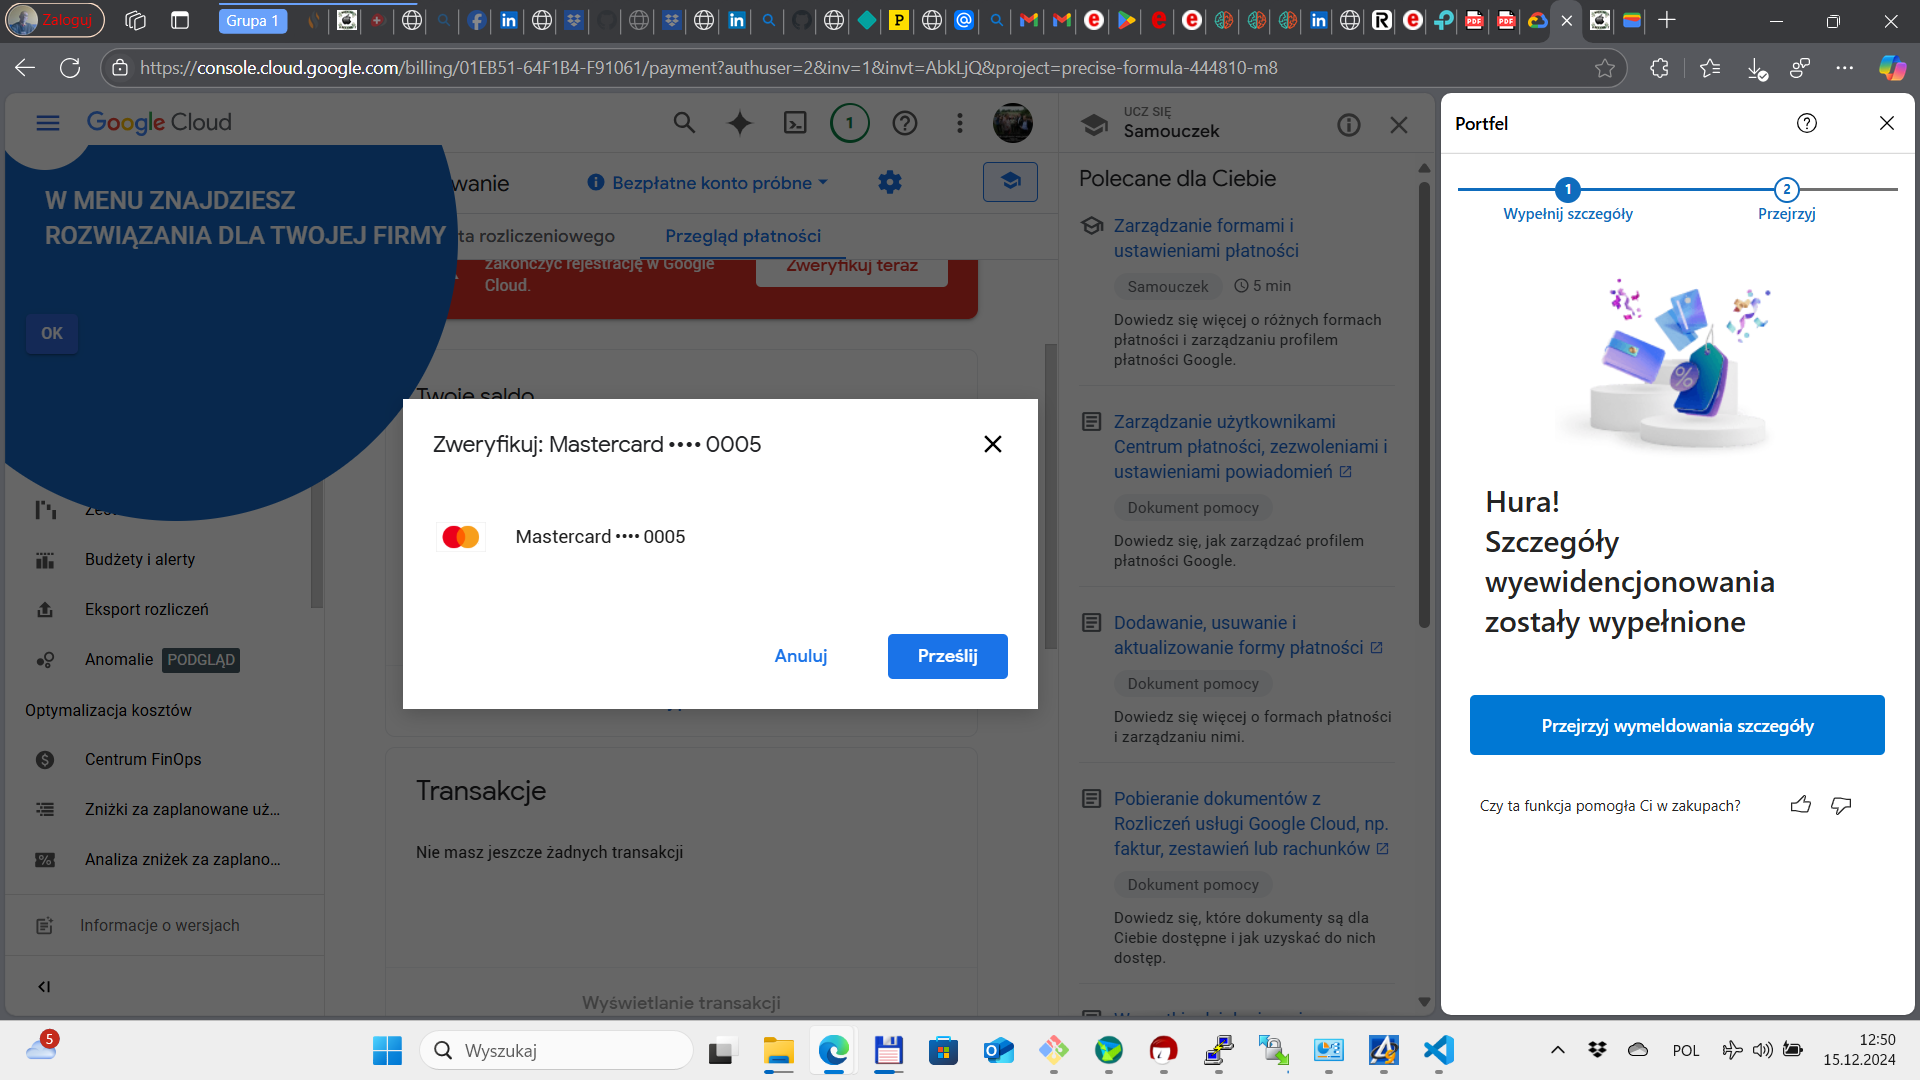 Zaloguj
Grupa 1
https://console.cloud.google.com/billing/01EB51-64F1B4-F91061/payment?authuser=2&inv=1&invt=AbkLjQ&project=precise-formula-444810-m8
Google Cloud
1
W MENU ZNAJDZIESZ
ROZWIĄZANIA DLA TWOJEJ FIRMY
OK
wanie
Bezpłatne konto próbne
ta rozliczeniowego
Przegląd płatności
zakończyć rejestrację w Google
Cloud.
Zweryfikuj teraz
Twoje saldo
Budżety i alerty
Eksport rozliczeń
Anomalie PODGLĄD
Optymalizacja kosztów
Centrum FinOps
Zniżki za zaplanowane uż...
Analiza zniżek za zaplano...
Informacje o wersjach
Zweryfikuj: Mastercard •••• 0005
Mastercard •••• 0005
Anuluj
Prześlij
Transakcje
Nie masz jeszcze żadnych transakcji
Wyświetlanie transakcji
UCZ SIĘ
Samouczek
Polecane dla Ciebie
Zarządzanie formami i
ustawieniami płatności
Samouczek
5 min
Dowiedz się więcej o różnych formach
płatności i zarządzaniu profilem
płatności Google.
Zarządzanie użytkownikami
Centrum płatności, zezwoleniami i
ustawieniami powiadomień
Dokument pomocy
Dowiedz się, jak zarządzać profilem
płatności Google.
Dodawanie, usuwanie i
aktualizowanie formy płatności
Dokument pomocy
Dowiedz się więcej o formach płatności
i zarządzaniu nimi.
Pobieranie dokumentów z
Rozliczeń usługi Google Cloud, np.
faktur, zestawień lub rachunków
Dokument pomocy
Dowiedz się, które dokumenty są dla
Ciebie dostępne i jak uzyskać do nich
dostęp.
Portfel
1
2
Wypełnij szczegóły
Przejrzyj
Hura!
Szczegóły
wyewidencjonowania
zostały wypełnione
Przejrzyj wymeldowania szczegóły
Czy ta funkcja pomogła Ci w zakupach?
5
Wyszukaj
POL
12:50
15.12.2024